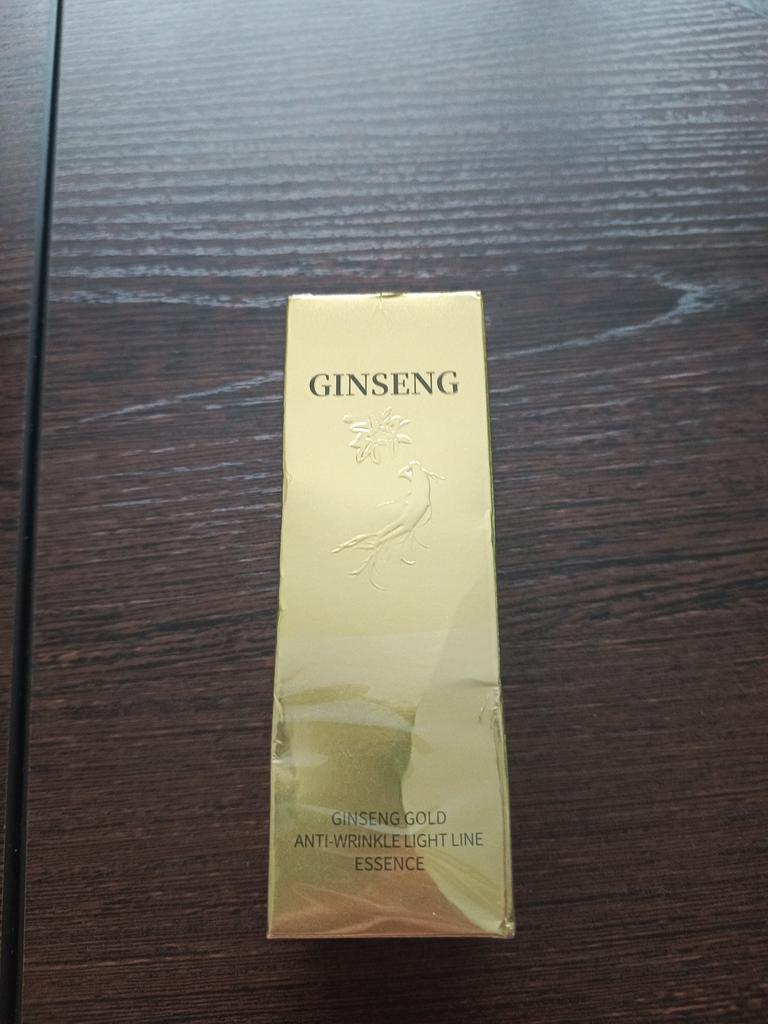 GINSENG
GINSENG GOLD
ANTI-WRINKLE LIGHT LINE
ESSENCE